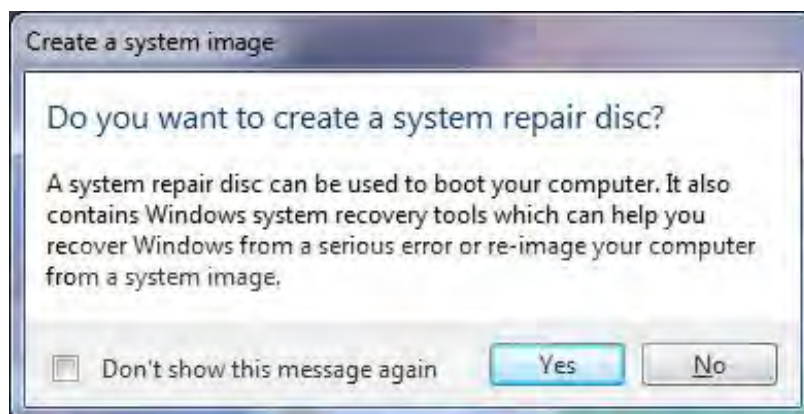 Create a system image
Do you want to create a system repair disc?
A system repair disc can be used to boot your computer. It also
contains Windows system recovery tools which can help you
recover Windows from a serious error or re-image your computer
from a system image.
Don't show this message again Yes No